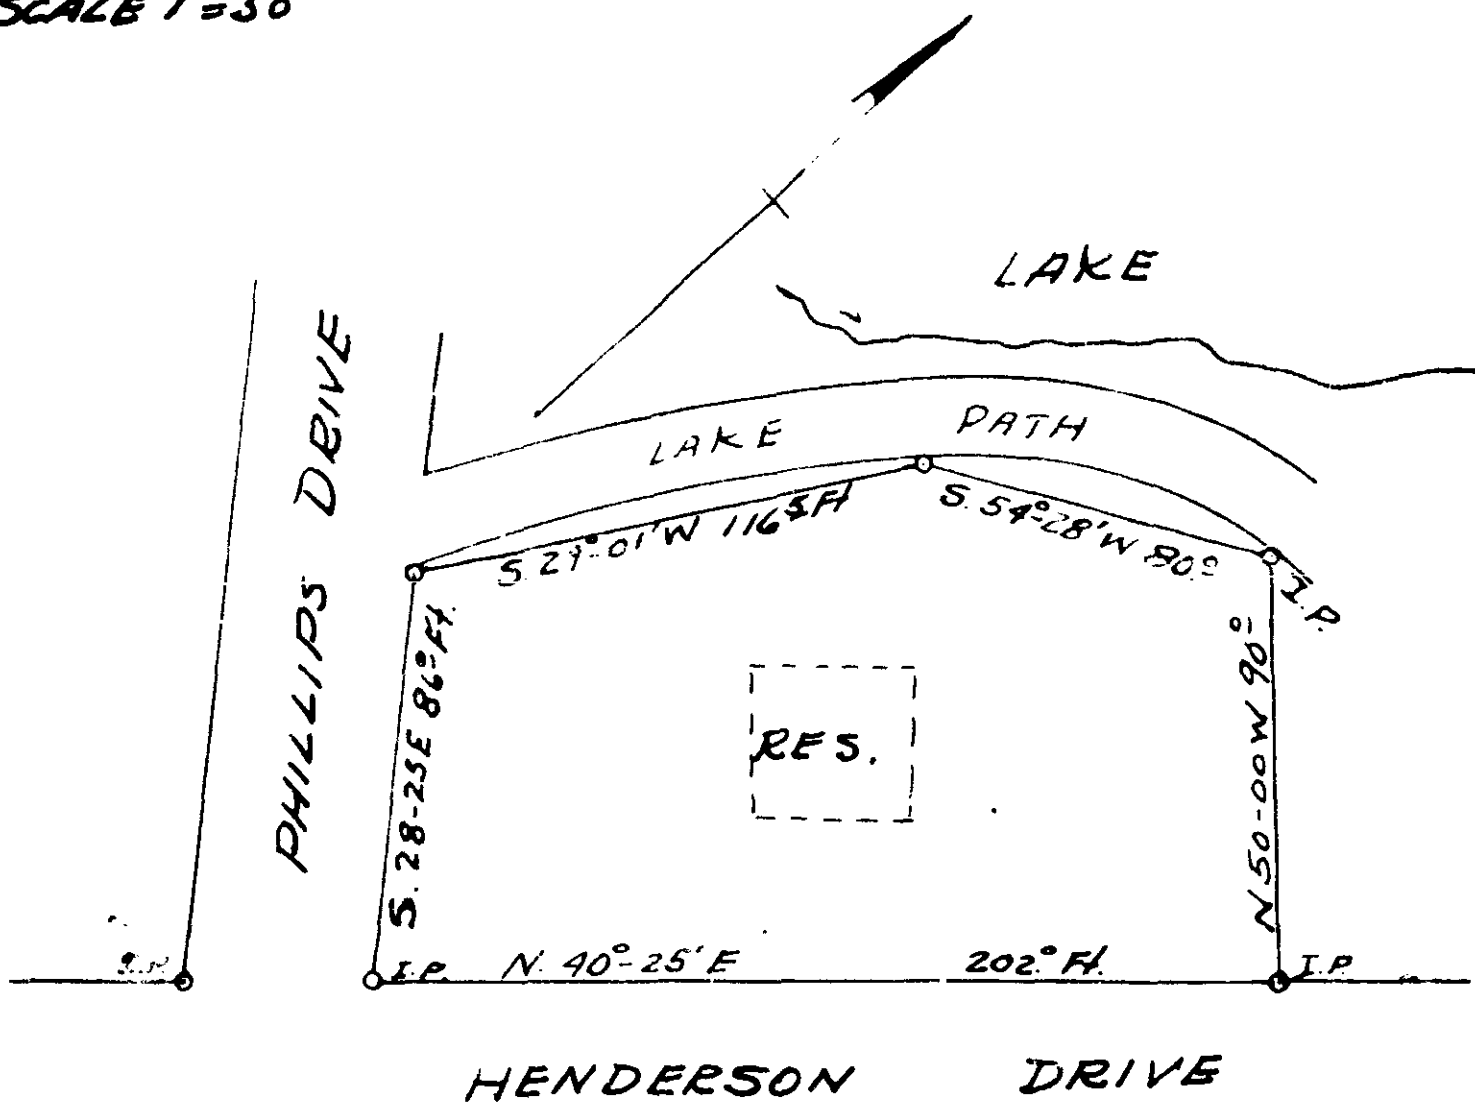 SCALE 1"=50'
LAKE
LAKE PATH
PHILLIPS DRIVE
S. 27°-01'W 116.5 Ft
S. 54°-28'W 80.0
I.P.
S. 28-25E 86.0 Ft.
RES.
N 50-00 W 90.0
I.P.
N. 40°-25'E 202.0 Ft.
I.P.
HENDERSON DRIVE